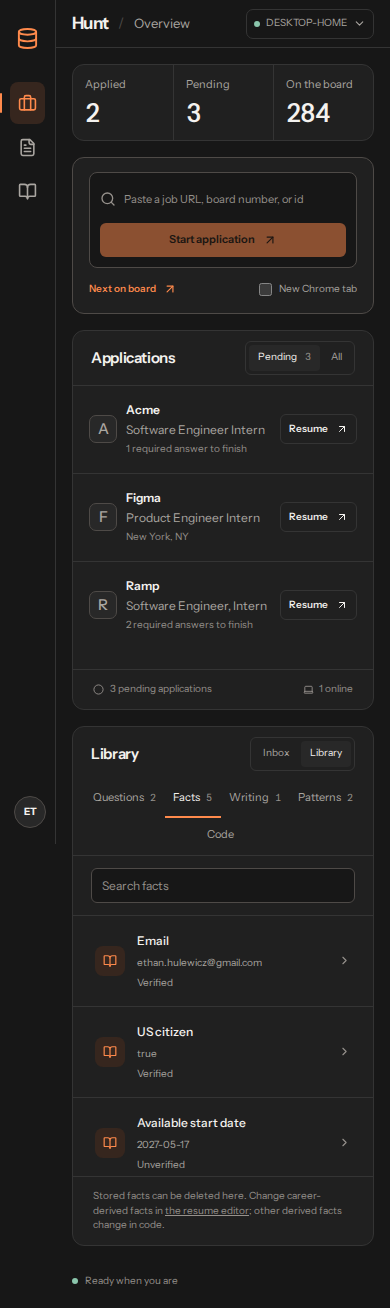 Hunt / Overview
DESKTOP-HOME
Applied
2
Pending
3
On the board
284
Paste a job URL, board number, or id
Start application
Next on board
New Chrome tab
Applications
Pending 3
All
A
Acme
Software Engineer Intern
1 required answer to finish
Resume
F
Figma
Product Engineer Intern
New York, NY
Resume
R
Ramp
Software Engineer, Intern
2 required answers to finish
Resume
3 pending applications
1 online
Library
Inbox
Library
Questions 2
Facts 5
Writing 1
Patterns 2
Code
Search facts
Email
ethan.hulewicz@gmail.com
Verified
US citizen
true
Verified
Available start date
2027-05-17
Unverified
Stored facts can be deleted here. Change career-
derived facts in the resume editor; other derived facts
change in code.
ET
Ready when you are